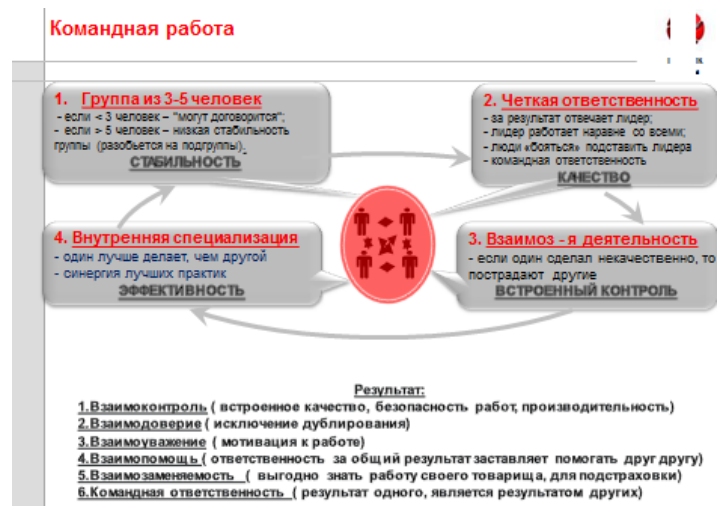 Командная работа
1. Группа из 3-5 человек
- если < 3 человек – "могут договорится";
- если > 5 человек – низкая стабильность
группы (разобьется на подгруппы).
СТАБИЛЬНОСТЬ
2. Четкая ответственность
- за результат отвечает лидер;
- лидер работает наравне со всеми;
- люди «бояться» подставить лидера
- командная ответственность
КАЧЕСТВО
3. Взаимоз - я деятельность
- если один сделал некачественно, то
пострадают другие
ВСТРОЕННЫЙ КОНТРОЛЬ
4. Внутренняя специализация
- один лучше делает, чем другой
- синергия лучших практик
ЭФФЕКТИВНОСТЬ
Результат:
1.Взаимоконтроль ( встроенное качество, безопасность работ, производительность)
2.Взаимодоверие ( исключение дублирования)
3.Взаимоуважение ( мотивация к работе)
4.Взаимопомощь ( ответственность за общий результат заставляет помогать друг другу)
5.Взаимозаменяемость ( выгодно знать работу своего товарища, для подстраховки)
6.Командная ответственность ( результат одного, является результатом других)